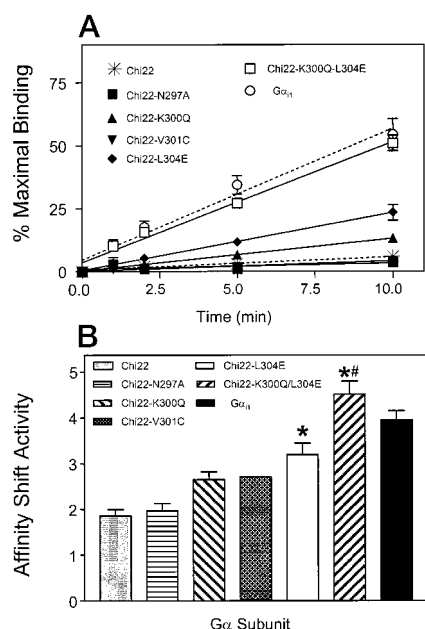 A
Chi22
Chi22-N297A
Chi22-K300Q
Chi22-V301C
Chi22-L304E
Chi22-K300Q-L304E
Gαi1
% Maximal Binding
75
50
25
0
0.0
2.5
5.0
7.5
10.0
Time (min)
B
Chi22
Chi22-N297A
Chi22-K300Q
Chi22-V301C
Chi22-L304E
Chi22-K300Q/L304E
Gαi1
*
*#
Affinity Shift Activity
5
4
3
2
1
0
Gα Subunit